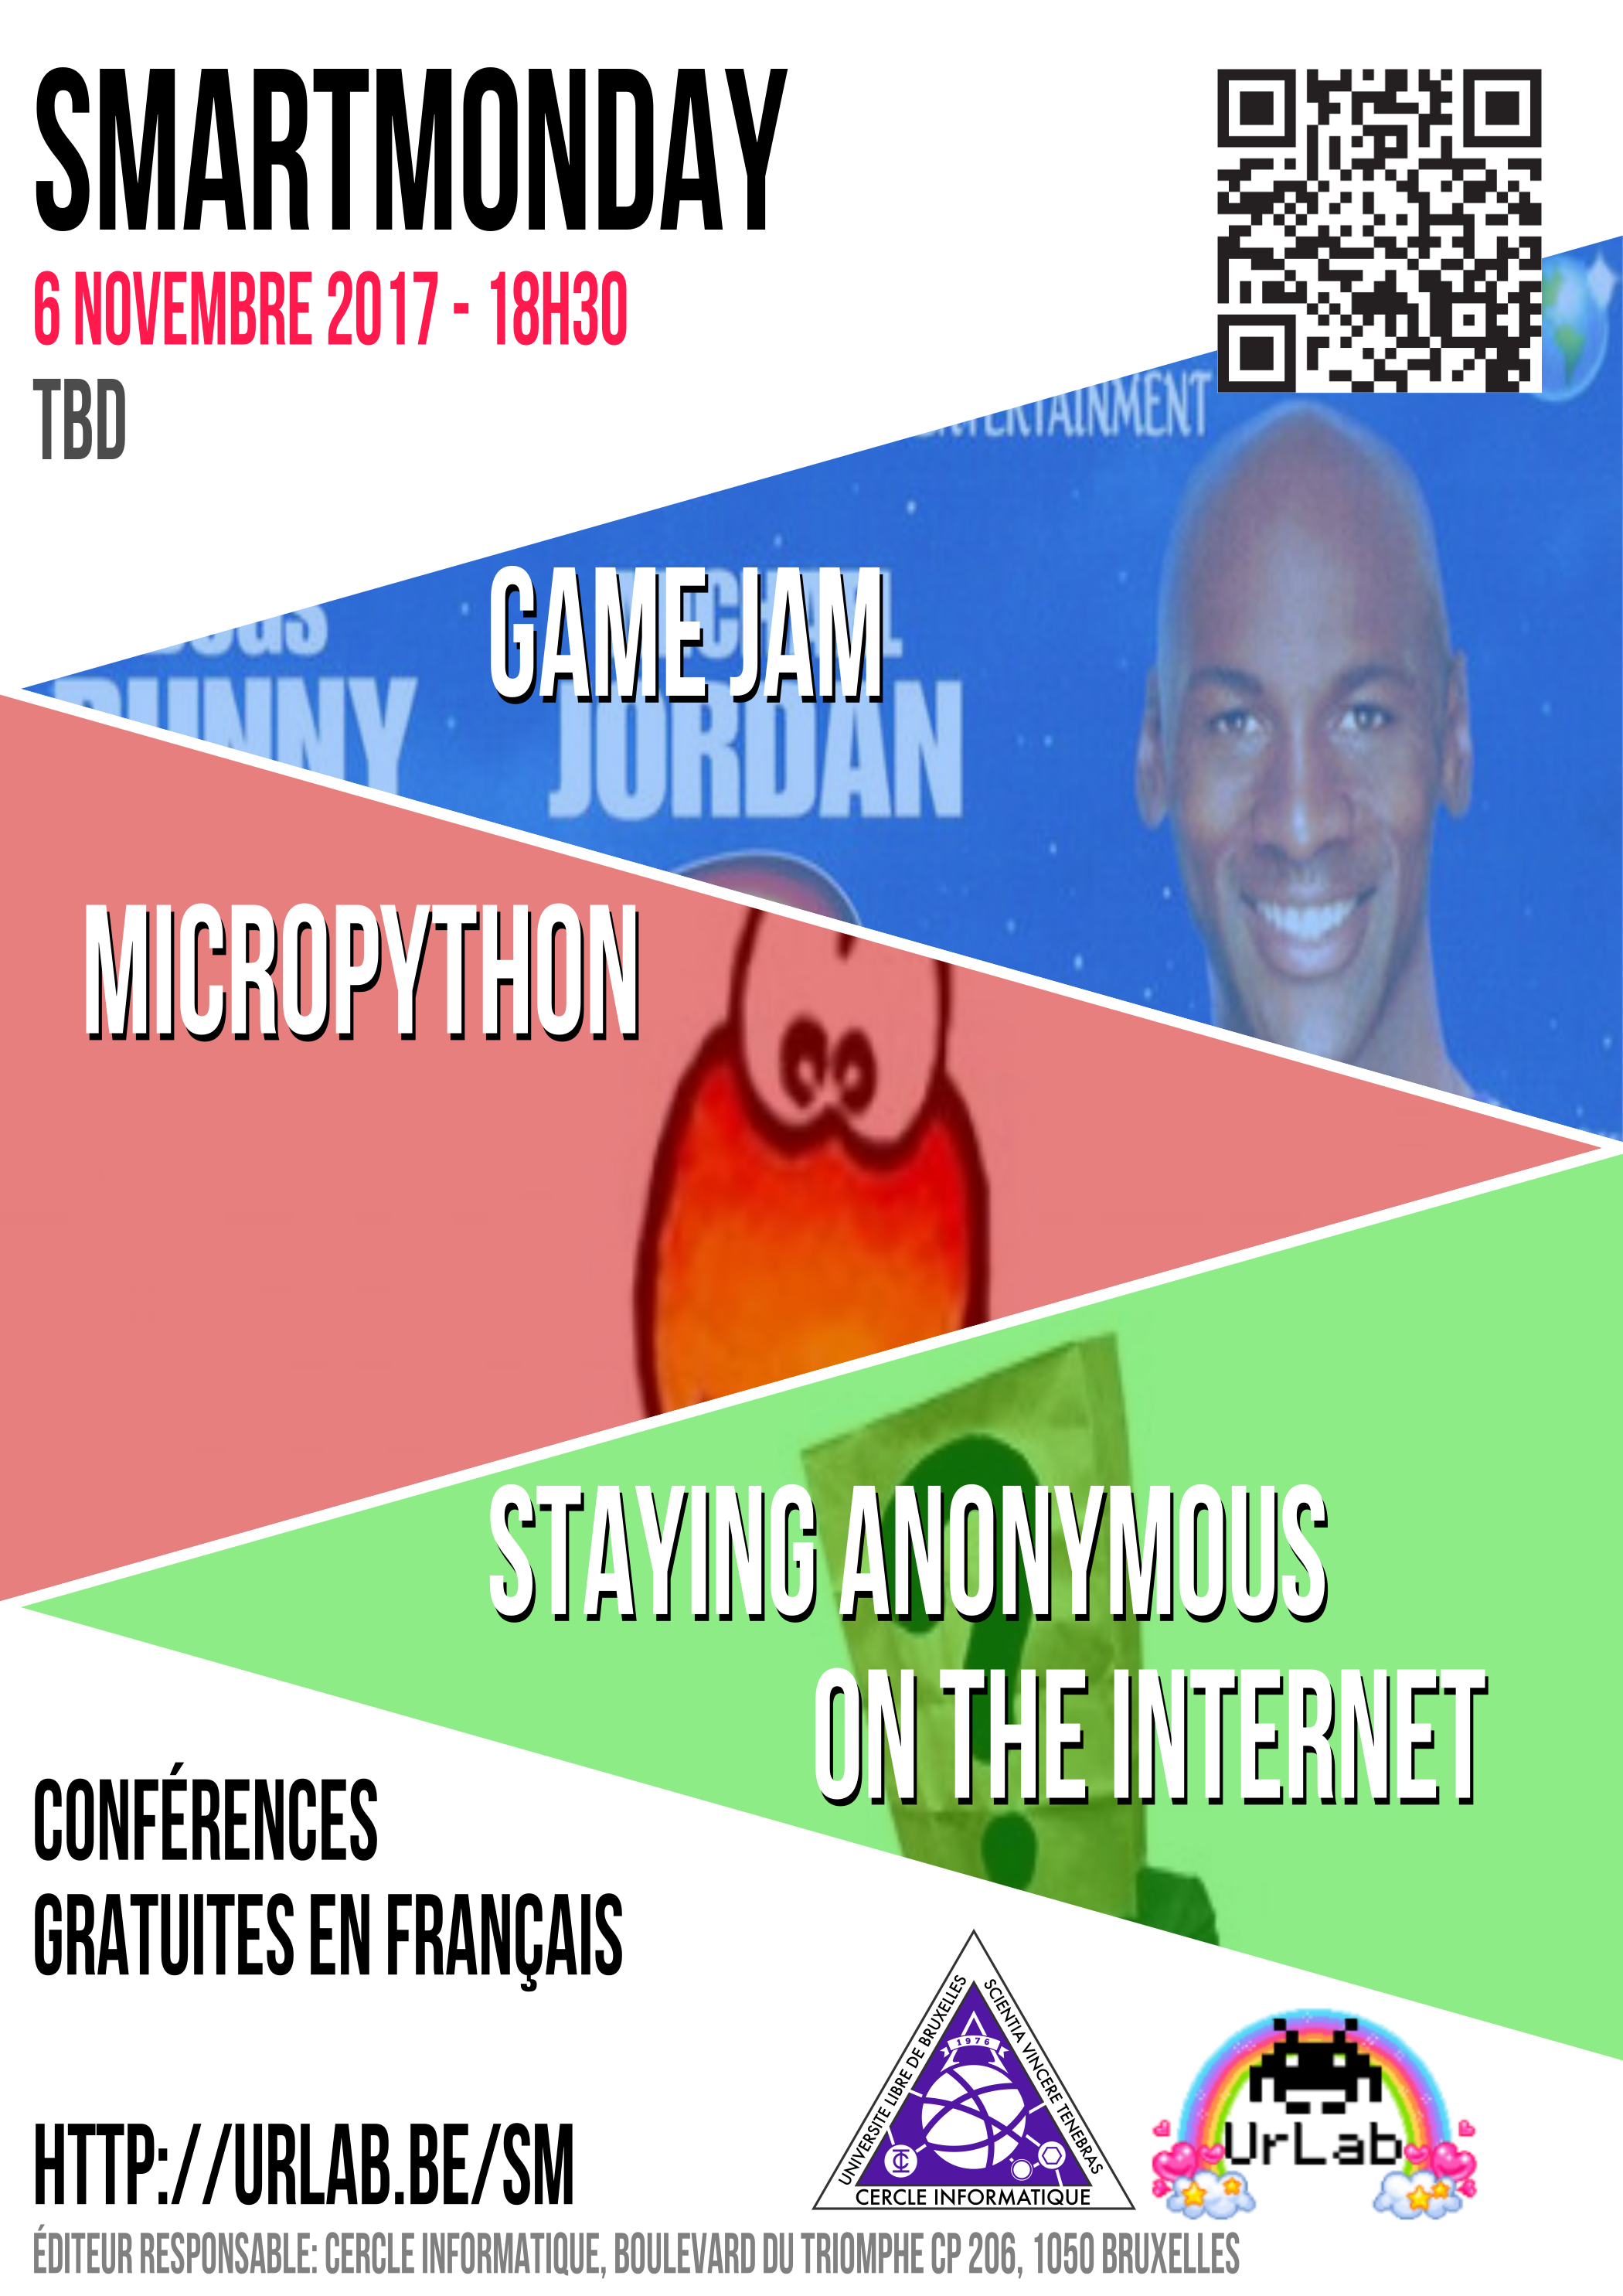 SMARTMONDAY
6 NOVEMBRE 2017 - 18H30
TBD
ENTERTAINMENT
GAME JAM
JORDAN
MICROPYTHON
STAYING ANONYMOUS
ON THE INTERNET
CONFÉRENCES
GRATUITES EN FRANÇAIS
HTTP://URLAB.BE/SM
1976
UNIVERSITE LIBRE DE BRUXELLES
SCIENTIA VINCERE TENEBRAS
CERCLE INFORMATIQUE
UrLab
ÉDITEUR RESPONSABLE: CERCLE INFORMATIQUE, BOULEVARD DU TRIOMPHE CP 206, 1050 BRUXELLES